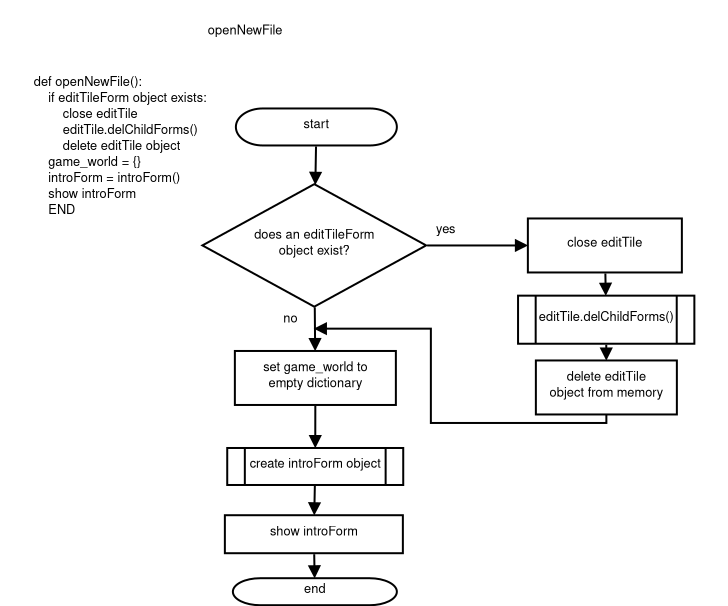 openNewFile
def openNewFile():
if editTileForm object exists:
close editTile
editTile.delChildForms()
delete editTile object
game_world = {}
introForm = introForm()
show introForm
END
start
does an editTileForm
object exist?
yes
close editTile
editTile.delChildForms()
delete editTile
object from memory
no
set game_world to
empty dictionary
create introForm object
show introForm
end